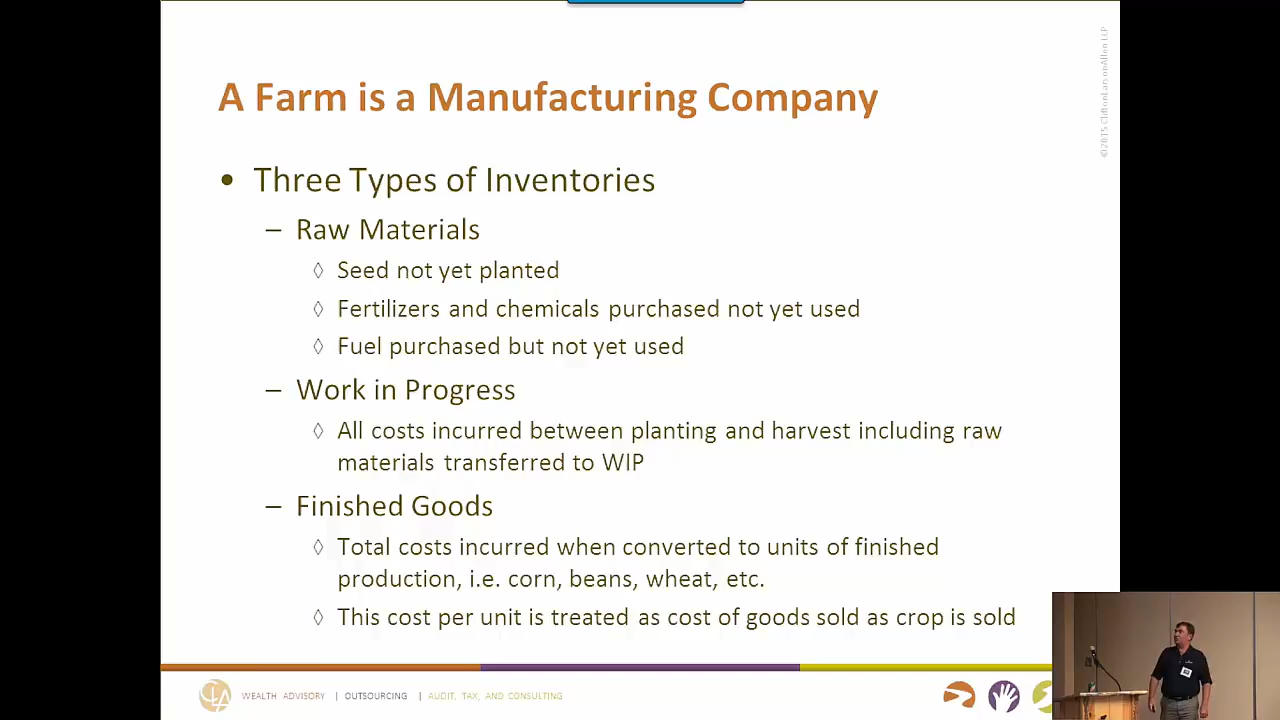 A Farm is a Manufacturing Company
• Three Types of Inventories
– Raw Materials
◊ Seed not yet planted
◊ Fertilizers and chemicals purchased not yet used
◊ Fuel purchased but not yet used
– Work in Progress
◊ All costs incurred between planting and harvest including raw
materials transferred to WIP
– Finished Goods
◊ Total costs incurred when converted to units of finished
production, i.e. corn, beans, wheat, etc.
◊ This cost per unit is treated as cost of goods sold as crop is sold
©2015 CliftonLarsonAllen LLP
WEALTH ADVISORY | OUTSOURCING | AUDIT, TAX, AND CONSULTING